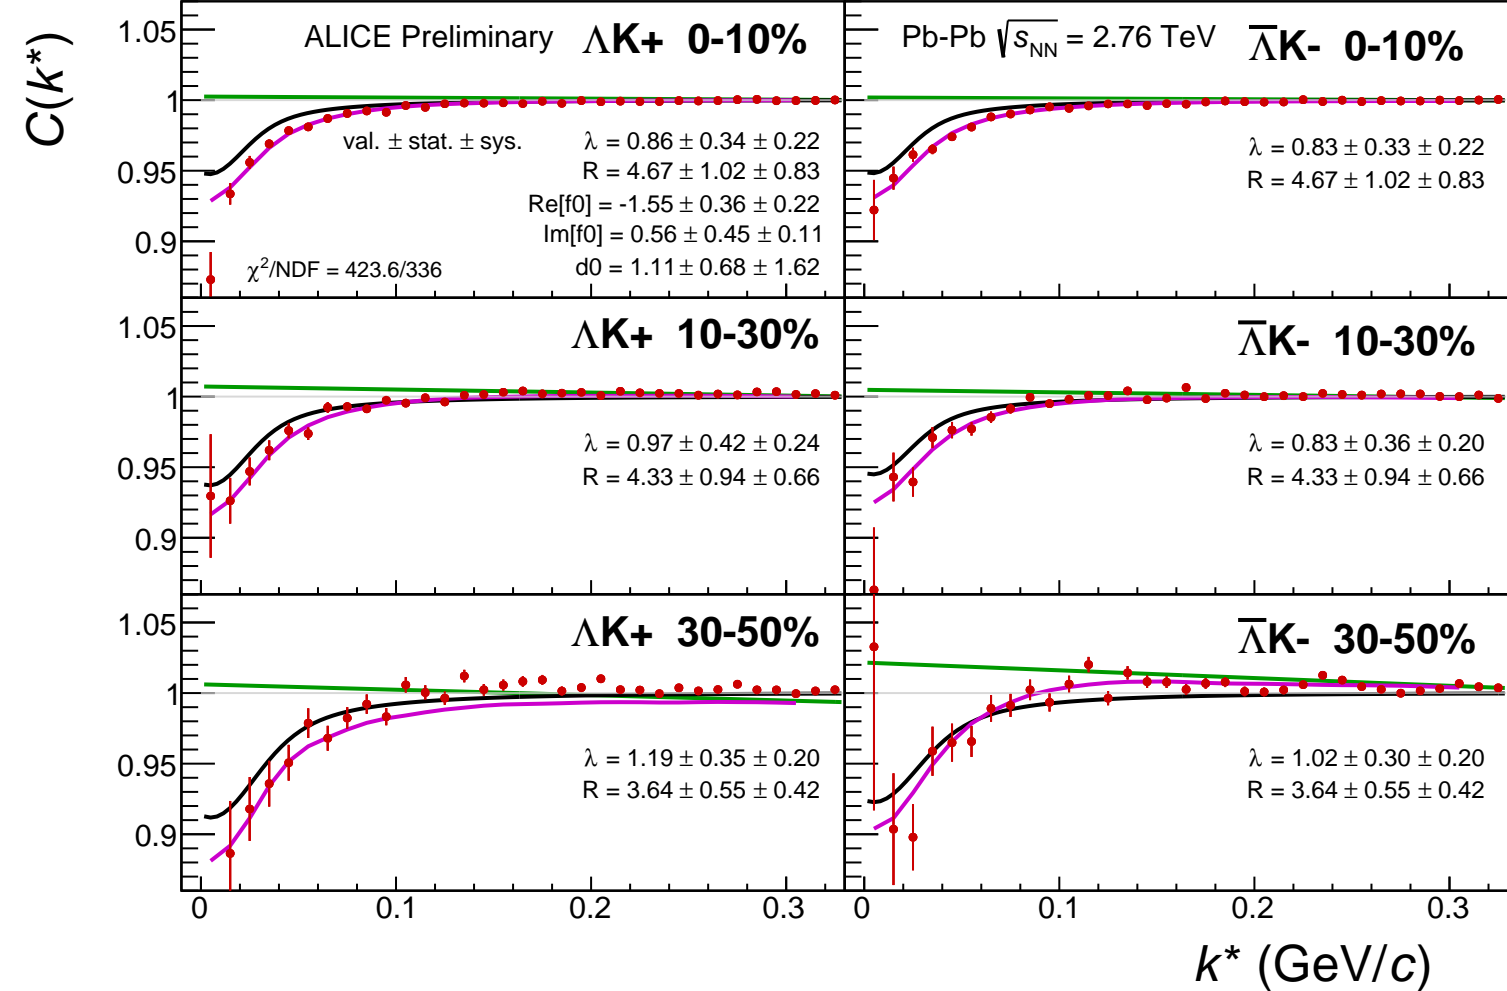 C(k*)
1.05
1
0.95
0.9
ALICE Preliminary ΛK+ 0-10%
val. ± stat. ± sys.
λ = 0.86 ± 0.34 ± 0.22
R = 4.67 ± 1.02 ± 0.83
Re[f0] = -1.55 ± 0.36 ± 0.22
Im[f0] = 0.56 ± 0.45 ± 0.11
d0 = 1.11 ± 0.68 ± 1.62
χ²/NDF = 423.6/336
Pb-Pb √sNN = 2.76 TeV Λ̅K- 0-10%
λ = 0.83 ± 0.33 ± 0.22
R = 4.67 ± 1.02 ± 0.83
1.05
1
0.95
0.9
ΛK+ 10-30%
λ = 0.97 ± 0.42 ± 0.24
R = 4.33 ± 0.94 ± 0.66
Λ̅K- 10-30%
λ = 0.83 ± 0.36 ± 0.20
R = 4.33 ± 0.94 ± 0.66
1.05
1
0.95
0.9
ΛK+ 30-50%
λ = 1.19 ± 0.35 ± 0.20
R = 3.64 ± 0.55 ± 0.42
Λ̅K- 30-50%
λ = 1.02 ± 0.30 ± 0.20
R = 3.64 ± 0.55 ± 0.42
0 0.1 0.2 0.3
0 0.1 0.2 0.3
k* (GeV/c)